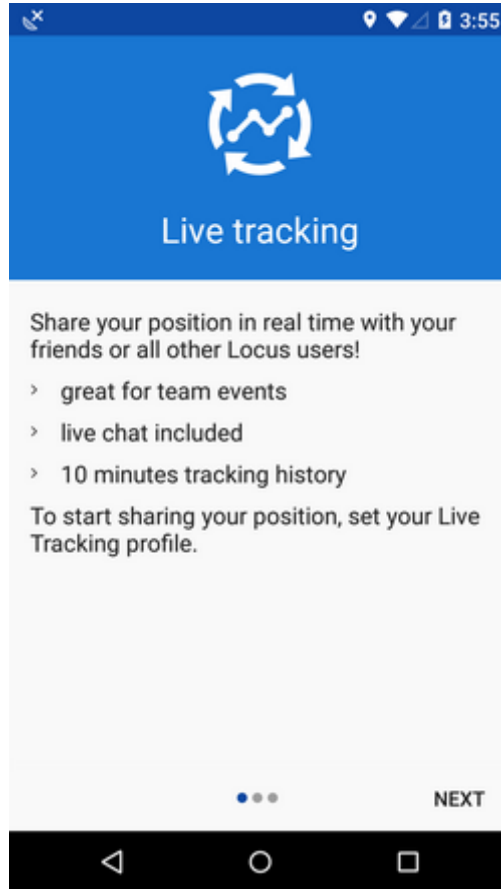 3:55
Live tracking
Share your position in real time with your
friends or all other Locus users!
> great for team events
> live chat included
> 10 minutes tracking history
To start sharing your position, set your Live
Tracking profile.
NEXT